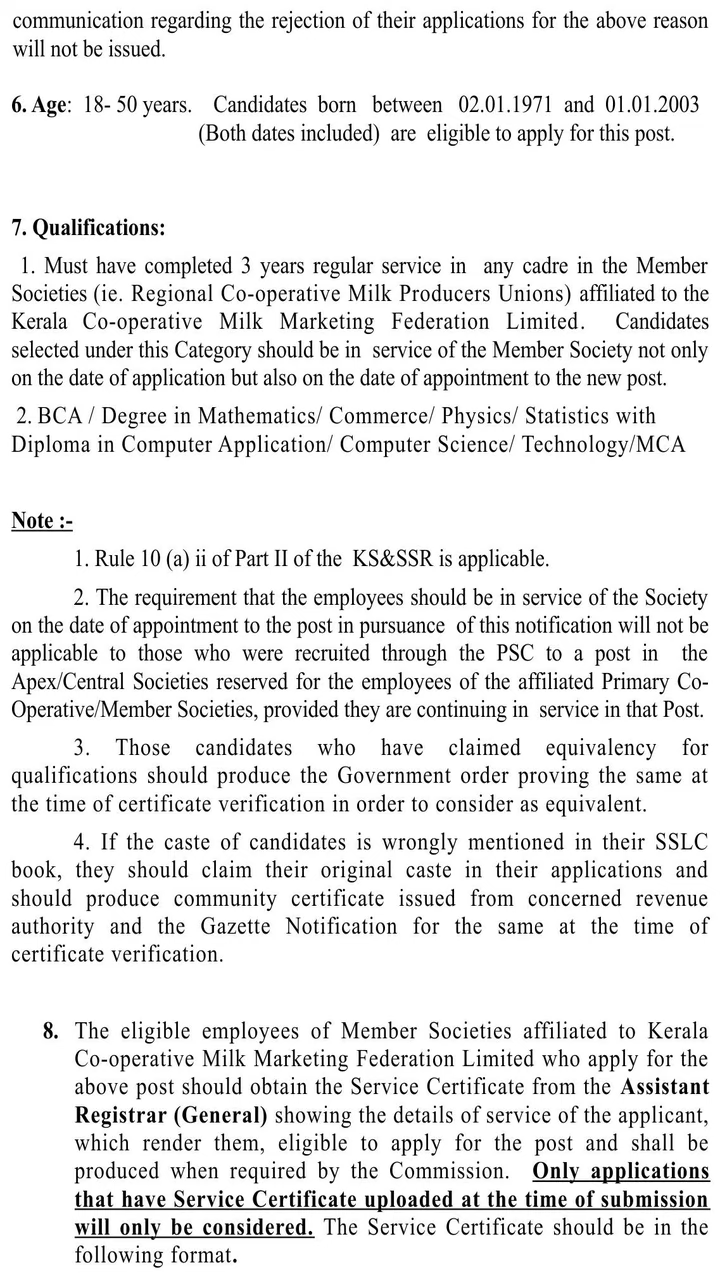 communication regarding the rejection of their applications for the above reason
will not be issued.
6. Age: 18- 50 years. Candidates born between 02.01.1971 and 01.01.2003
(Both dates included) are eligible to apply for this post.
7. Qualifications:
1. Must have completed 3 years regular service in any cadre in the Member
Societies (ie. Regional Co-operative Milk Producers Unions) affiliated to the
Kerala Co-operative Milk Marketing Federation Limited. Candidates
selected under this Category should be in service of the Member Society not only
on the date of application but also on the date of appointment to the new post.
2. BCA / Degree in Mathematics/ Commerce/ Physics/ Statistics with
Diploma in Computer Application/ Computer Science/ Technology/MCA
Note :-
1. Rule 10 (a) ii of Part II of the KS&SSR is applicable.
2. The requirement that the employees should be in service of the Society
on the date of appointment to the post in pursuance of this notification will not be
applicable to those who were recruited through the PSC to a post in the
Apex/Central Societies reserved for the employees of the affiliated Primary Co-
Operative/Member Societies, provided they are continuing in service in that Post.
3. Those candidates who have claimed equivalency for
qualifications should produce the Government order proving the same at
the time of certificate verification in order to consider as equivalent.
4. If the caste of candidates is wrongly mentioned in their SSLC
book, they should claim their original caste in their applications and
should produce community certificate issued from concerned revenue
authority and the Gazette Notification for the same at the time of
certificate verification.
8. The eligible employees of Member Societies affiliated to Kerala
Co-operative Milk Marketing Federation Limited who apply for the
above post should obtain the Service Certificate from the Assistant
Registrar (General) showing the details of service of the applicant,
which render them, eligible to apply for the post and shall be
produced when required by the Commission. Only applications
that have Service Certificate uploaded at the time of submission
will only be considered. The Service Certificate should be in the
following format.